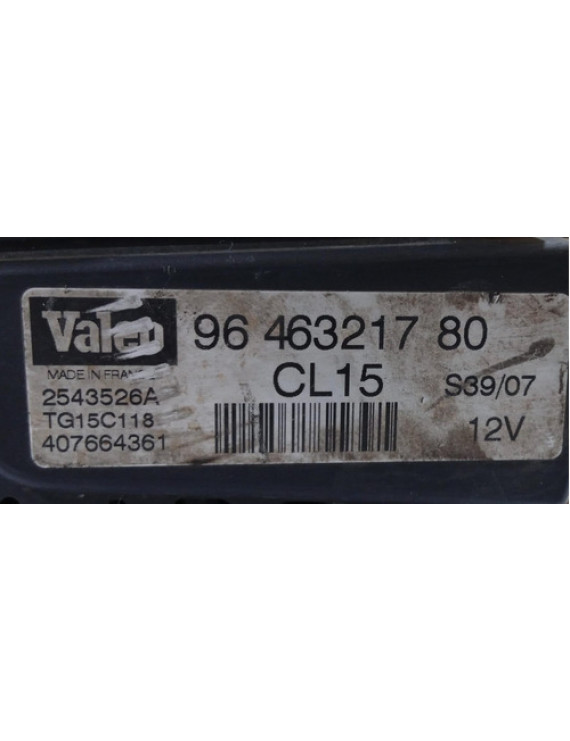 Valeo
96 463217 80
MADE IN FRANCE
CL15
S39/07
2543526A
TG15C118
12V
407664361